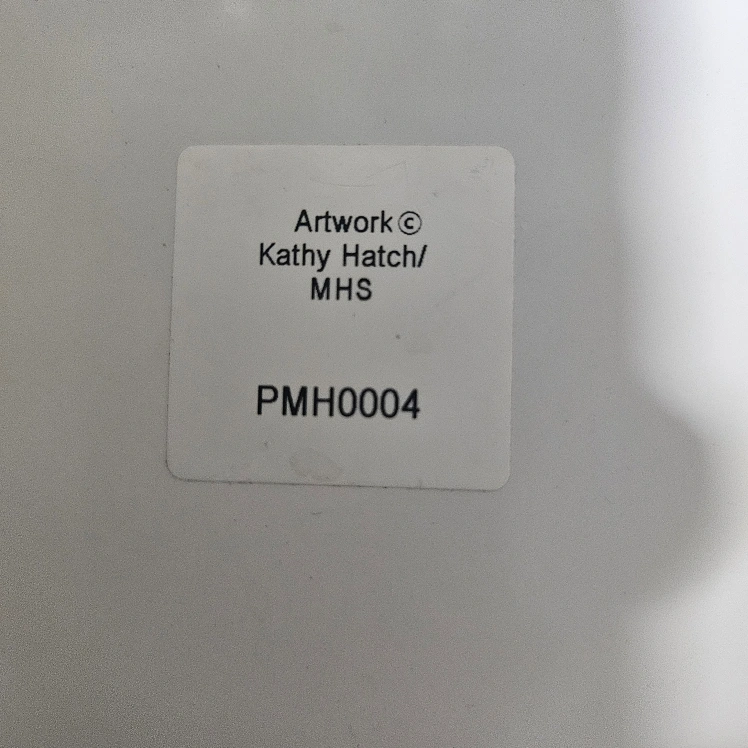 Artwork ©
Kathy Hatch/
MHS
PMH0004